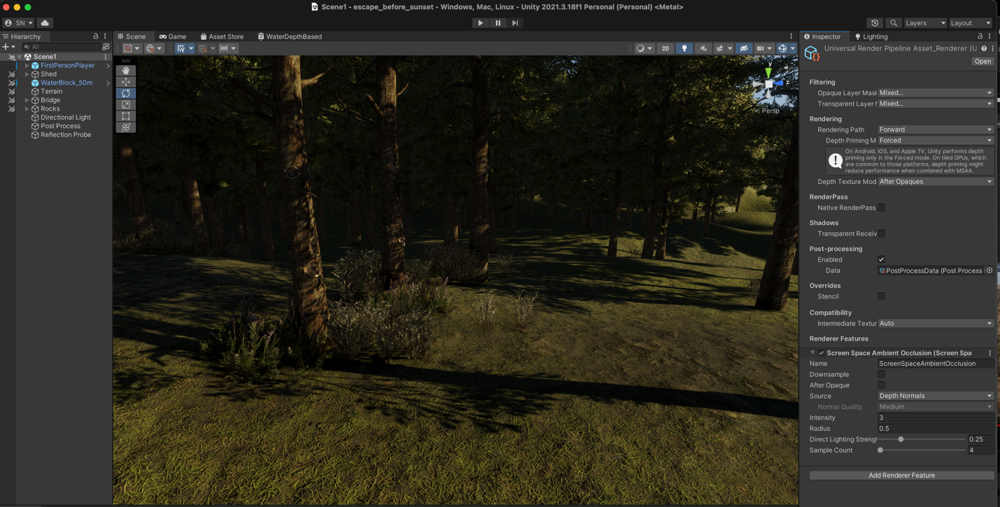 Scene1 - escape_before_sunset - Windows, Mac, Linux - Unity 2021.3.18f1 Personal (Personal) <Metal>
SN
Layers
Layout
Hierarchy
All
Scene1
FirstPersonPlayer
Shed
WaterBlock_50m
Terrain
Bridge
Rocks
Directional Light
Post Process
Reflection Probe
Scene
Game
Asset Store
WaterDepthBased
2D
y
z
< Persp
Inspector
Lighting
Universal Render Pipeline Asset_Renderer (U
Open
Filtering
Opaque Layer Mask Mixed...
Transparent Layer M Mixed...
Rendering
Rendering Path Forward
Depth Priming M Forced
On Android, iOS, and Apple TV, Unity performs depth
priming only in the Forced mode. On tiled GPUs, which
are common to those platforms, depth priming might
reduce performance when combined with MSAA.
Depth Texture Mod After Opaques
RenderPass
Native RenderPass
Shadows
Transparent Receiv
Post-processing
Enabled
Data PostProcessData (Post Process
Overrides
Stencil
Compatibility
Intermediate Textur Auto
Renderer Features
Screen Space Ambient Occlusion (Screen Spa
Name ScreenSpaceAmbientOcclusion
Downsample
After Opaque
Source Depth Normals
Normal Quality Medium
Intensity 3
Radius 0.5
Direct Lighting Strengt 0.25
Sample Count 4
Add Renderer Feature